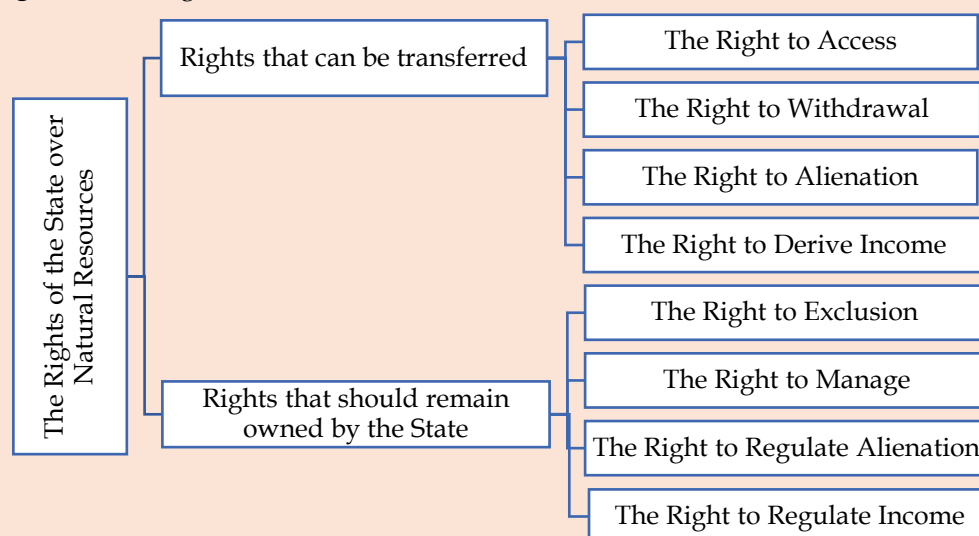 The Rights of the State over
Natural Resources
Rights that can be transferred
The Right to Access
The Right to Withdrawal
The Right to Alienation
The Right to Derive Income
Rights that should remain
owned by the State
The Right to Exclusion
The Right to Manage
The Right to Regulate Alienation
The Right to Regulate Income